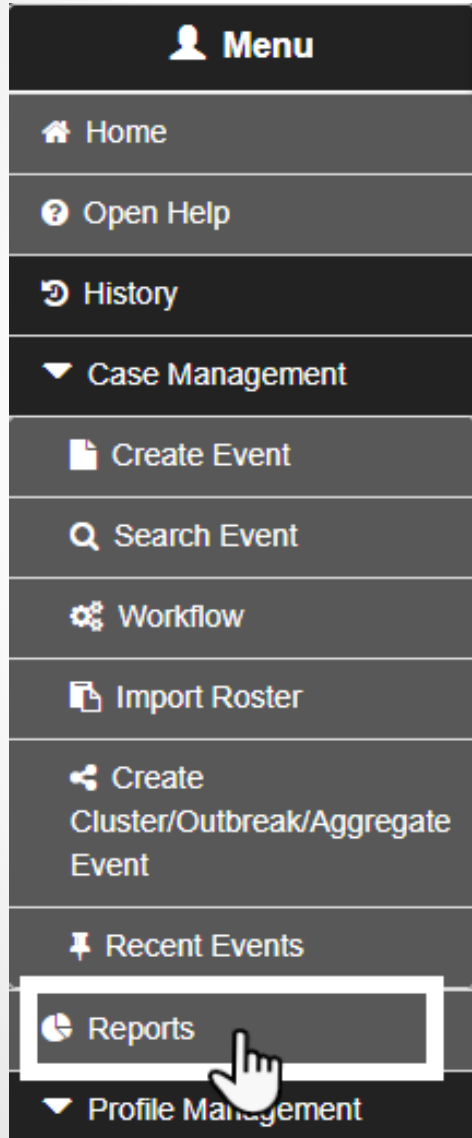 Menu
Home
Open Help
History
Case Management
Create Event
Search Event
Workflow
Import Roster
Create
Cluster/Outbreak/Aggregate
Event
Recent Events
Reports
Profile Management